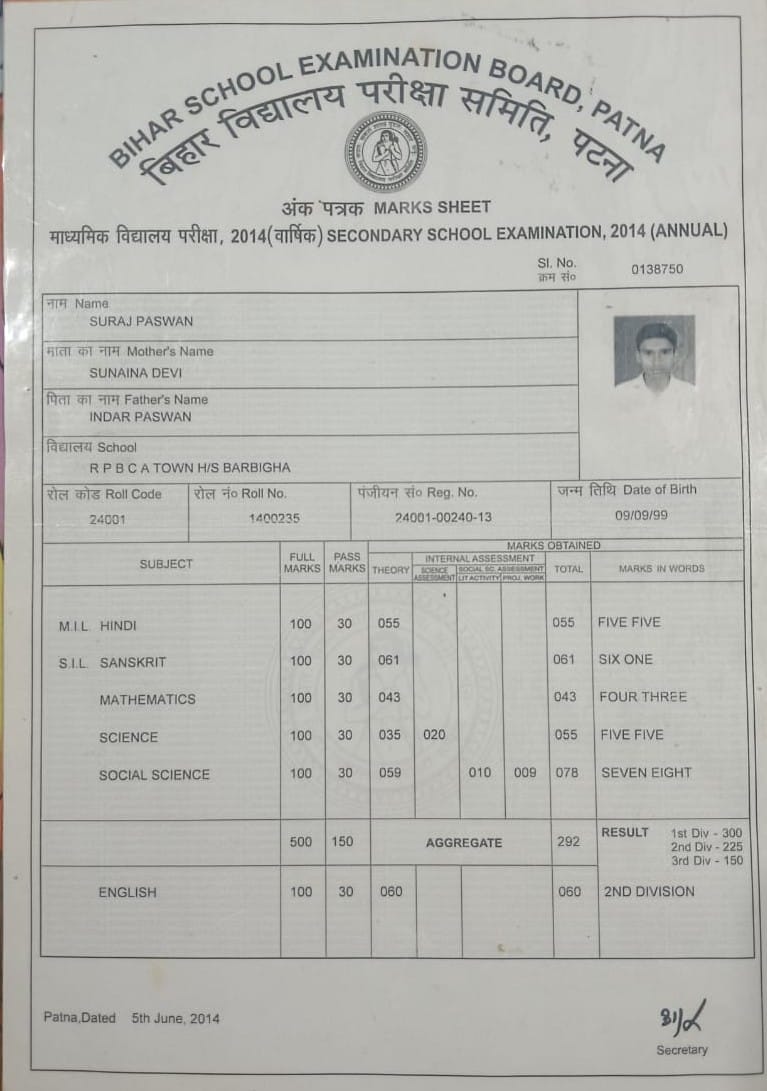 BIHAR SCHOOL EXAMINATION BOARD, PATNA
बिहार विद्यालय परीक्षा समिति, पटना
अंक पत्रक MARKS SHEET
माध्यमिक विद्यालय परीक्षा, 2014(वार्षिक) SECONDARY SCHOOL EXAMINATION, 2014 (ANNUAL)
Sl. No.
क्रम सं० 0138750
नाम Name
SURAJ PASWAN
माता का नाम Mother's Name
SUNAINA DEVI
पिता का नाम Father's Name
INDAR PASWAN
विद्यालय School
R P B C A TOWN H/S BARBIGHA
रोल कोड Roll Code रोल नं० Roll No. पंजीयन सं० Reg. No. जन्म तिथि Date of Birth
24001 1400235 24001-00240-13 09/09/99
MARKS OBTAINED
SUBJECT FULL MARKS PASS MARKS THEORY INTERNAL ASSESSMENT TOTAL MARKS IN WORDS
SCIENCE ASSESSMENT SOCIAL SC. ASSESSMENT
LIT ACTIVITY PROJ. WORK
M.I.L. HINDI 100 30 055 055 FIVE FIVE
S.I.L. SANSKRIT 100 30 061 061 SIX ONE
MATHEMATICS 100 30 043 043 FOUR THREE
SCIENCE 100 30 035 020 055 FIVE FIVE
SOCIAL SCIENCE 100 30 059 010 009 078 SEVEN EIGHT
500 150 AGGREGATE 292 RESULT 1st Div - 300
2nd Div - 225
3rd Div - 150
ENGLISH 100 30 060 060 2ND DIVISION
Patna,Dated 5th June, 2014
Secretary